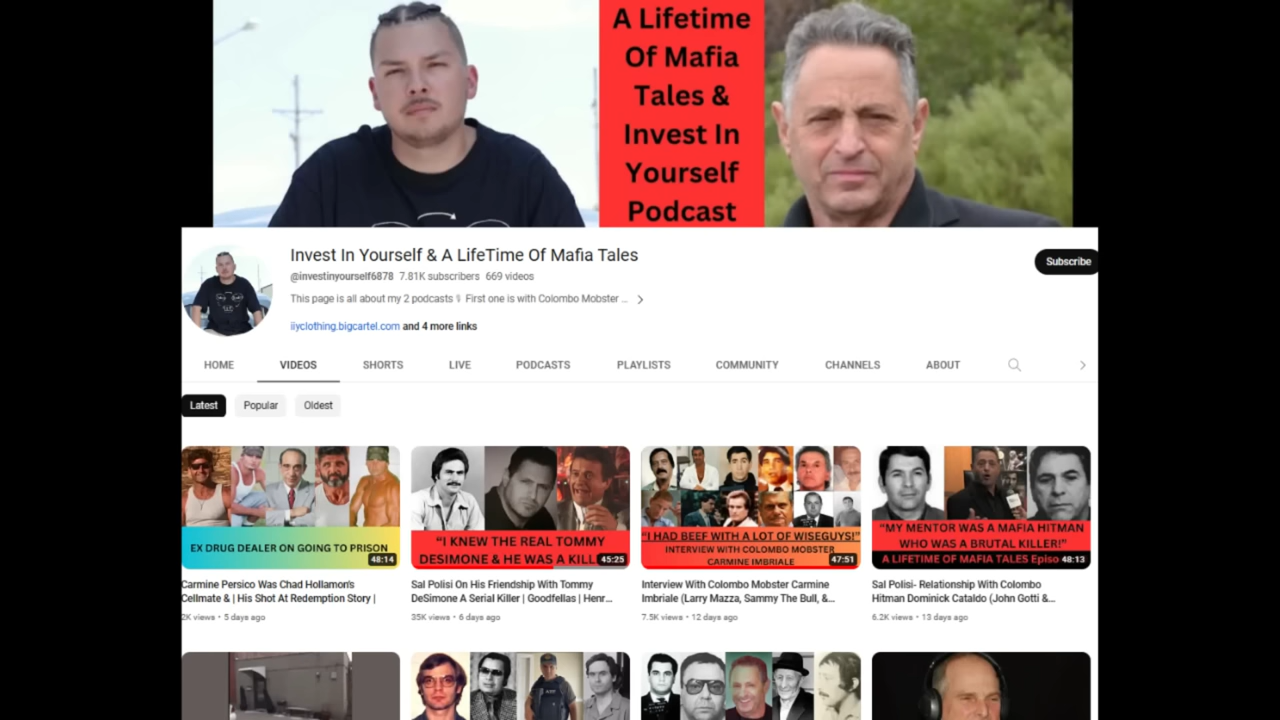 A Lifetime
Of Mafia
Tales &
Invest In
Yourself
Podcast
Invest In Yourself & A LifeTime Of Mafia Tales
@investinyourself6878 7.81K subscribers 669 videos
This page is all about my 2 podcasts First one is with Colombo Mobster ...
Subscribe
iiyclothing.bigcartel.com and 4 more links
HOME VIDEOS SHORTS LIVE PODCASTS PLAYLISTS COMMUNITY CHANNELS ABOUT
Latest Popular Oldest
EX DRUG DEALER ON GOING TO PRISON
48:14
"I KNEW THE REAL TOMMY
DESIMONE & HE WAS A KILL
45:25
"I HAD BEEF WITH A LOT OF WISEGUYS!"
INTERVIEW WITH COLOMBO MOBSTER
CARMINE IMBRIALE
47:51
"MY MENTOR WAS A MAFIA HITMAN
WHO WAS A BRUTAL KILLER!"
A LIFETIME OF MAFIA TALES Episo
48:13
Carmine Persico Was Chad Hollamon's
Cellmate & | His Shot At Redemption Story |
2K views • 5 days ago
Sal Polisi On His Friendship With Tommy
DeSimone A Serial Killer | Goodfellas | Henr...
35K views • 6 days ago
Interview With Colombo Mobster Carmine
Imbriale (Larry Mazza, Sammy The Bull, &...
7.5K views • 12 days ago
Sal Polisi- Relationship With Colombo
Hitman Dominick Cataldo (John Gotti &...
6.2K views • 13 days ago